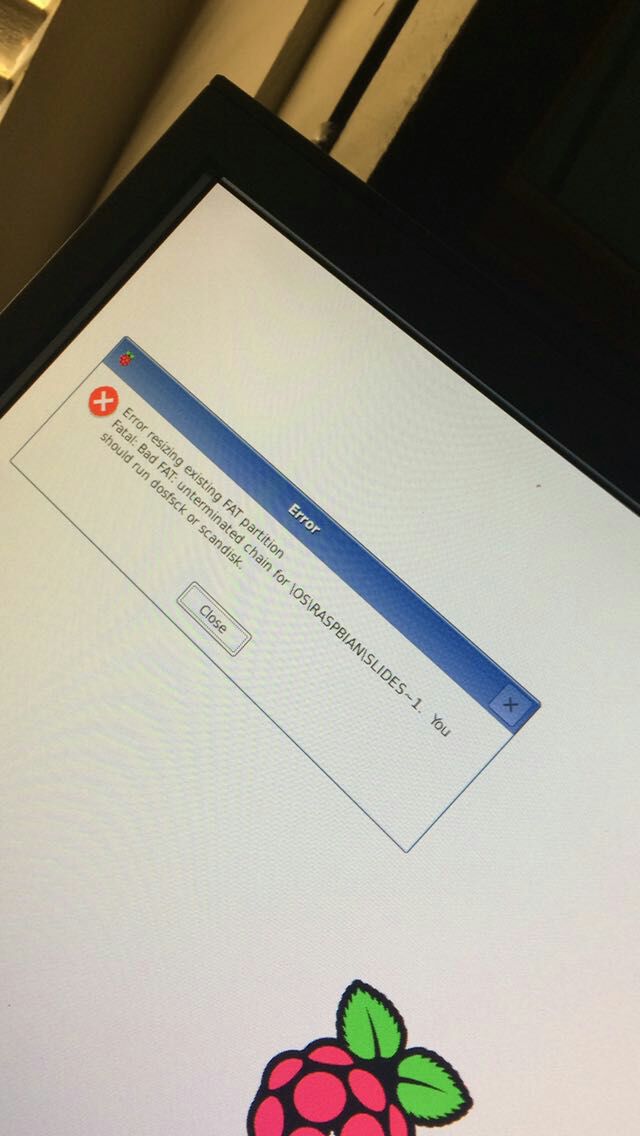 Error
Error resizing existing FAT partition
Fatal: Bad FAT: unterminated chain for \OS\RASPBIAN\SLIDES~1. You
should run dosfsck or scandisk.
Close